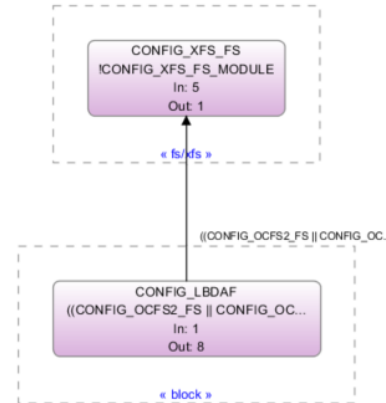 CONFIG_XFS_FS
!CONFIG_XFS_FS_MODULE
In: 5
Out: 1
« fs/xfs »
((CONFIG_OCFS2_FS || CONFIG_OC.
CONFIG_LBDAF
((CONFIG_OCFS2_FS || CONFIG_OC...
In: 1
Out: 8
« block »